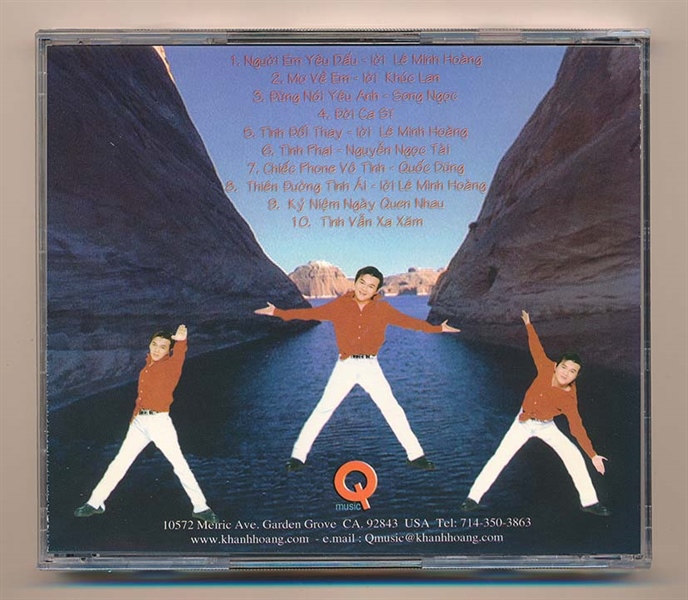 1. Người Em Yêu Dấu - lời Lê Minh Hoàng
2. Mơ Về Em - lời Khúc Lan
3. Đừng Nói Yêu Anh - Song Ngọc
4. Đời Ca Sĩ
5. Tình Đổi Thay - lời Lê Minh Hoàng
6. Tình Phai - Nguyễn Ngọc Tài
7. Chiếc Phone Vô Tình - Quốc Dũng
8. Thiên Đường Tình Ái - lời Lê Minh Hoàng
9. Kỷ Niệm Ngày Quen Nhau
10. Tình Vẫn Xa Xăm
Q
music
10572 Melric Ave. Garden Grove CA, 92843 USA Tel: 714-350-3863
www.khanhhoang.com - e.mail : Qmusic@khanhhoang.com